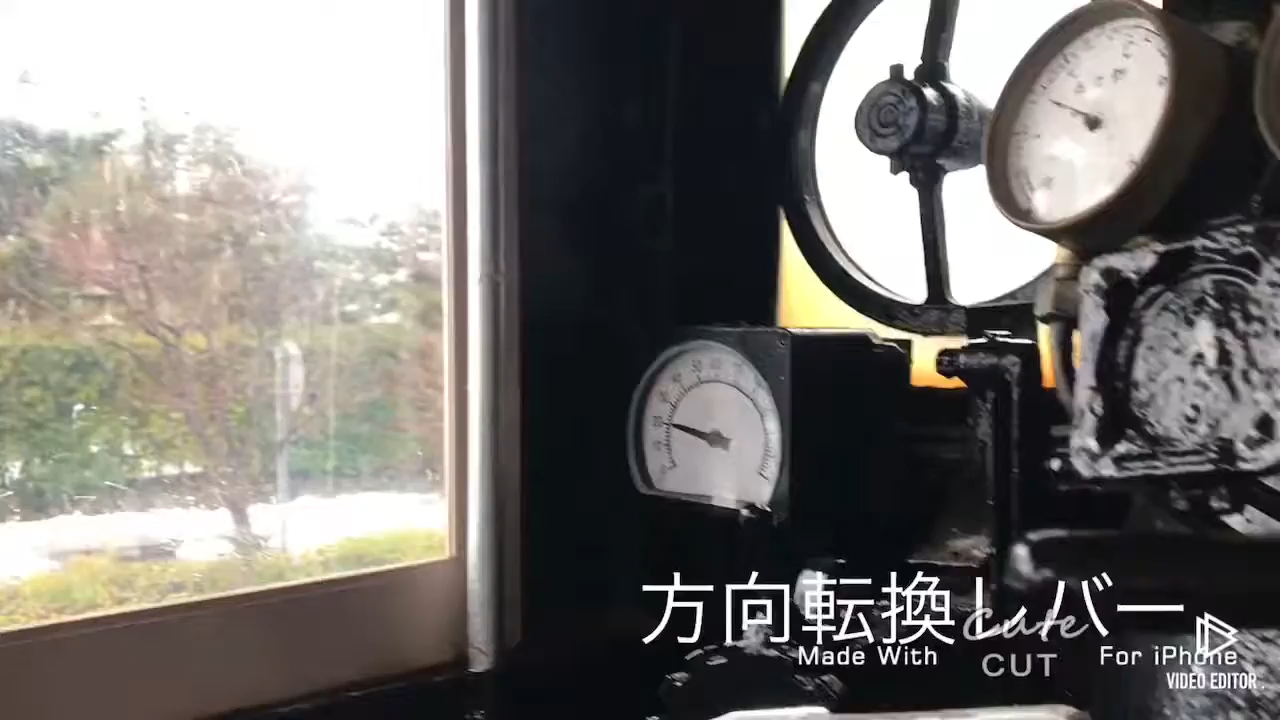 方向転換レバー
Made With Cute CUT For iPhone
VIDEO EDITOR